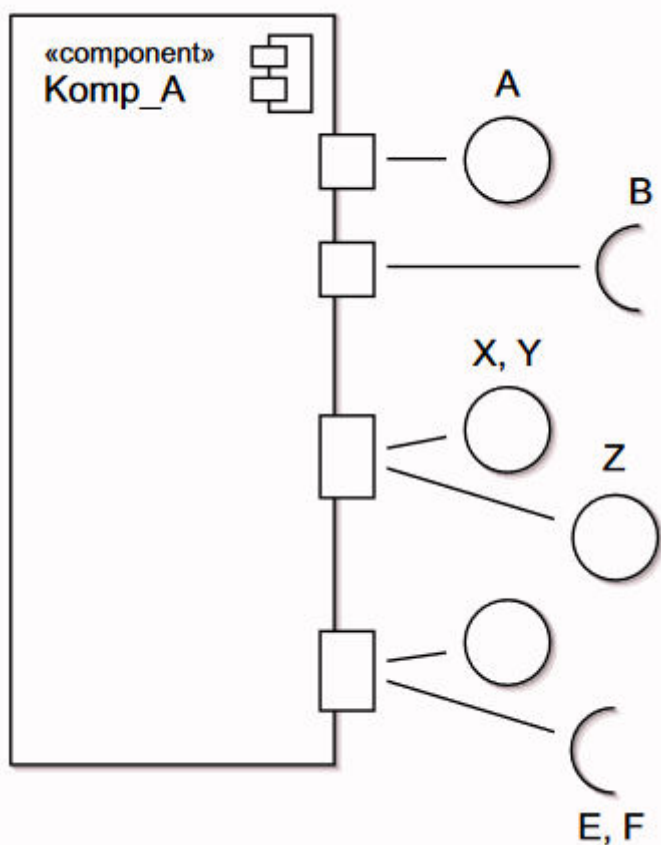 «component»
Komp_A
A
B
X, Y
Z
E, F